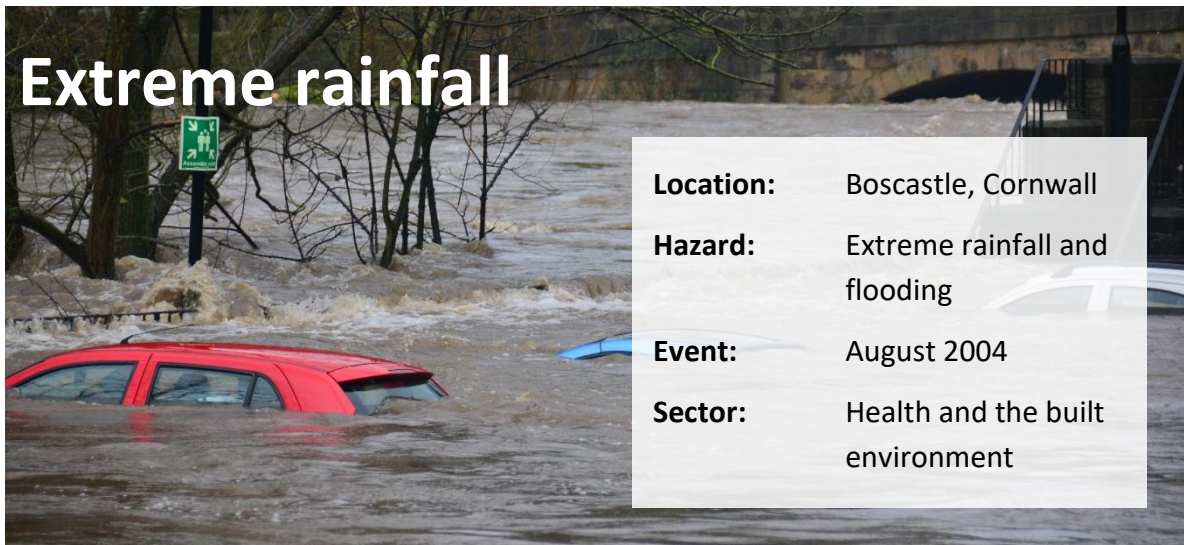 Extreme rainfall
Location: Boscastle, Cornwall
Hazard: Extreme rainfall and
flooding
Event: August 2004
Sector: Health and the built
environment